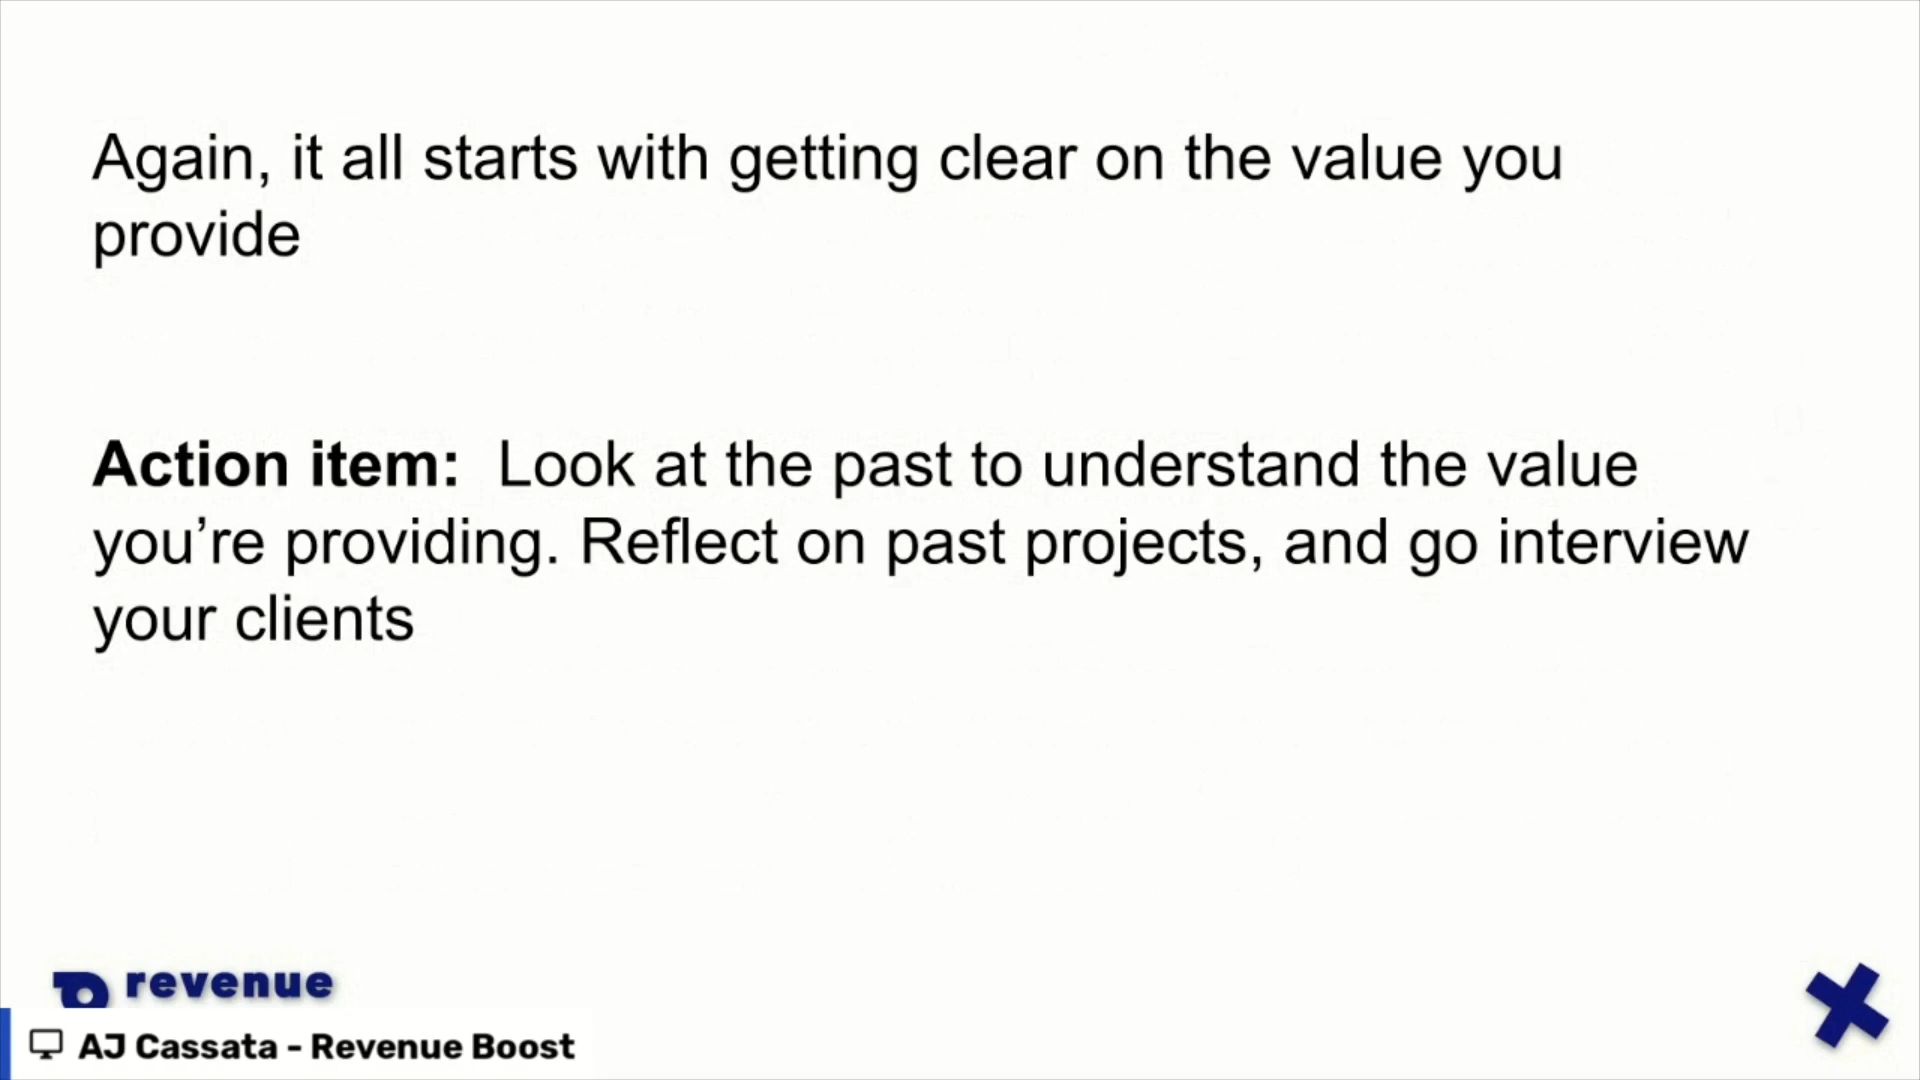 Again, it all starts with getting clear on the value you
provide
Action item:  Look at the past to understand the value
you’re providing. Reflect on past projects, and go interview
your clients
revenue
AJ Cassata - Revenue Boost